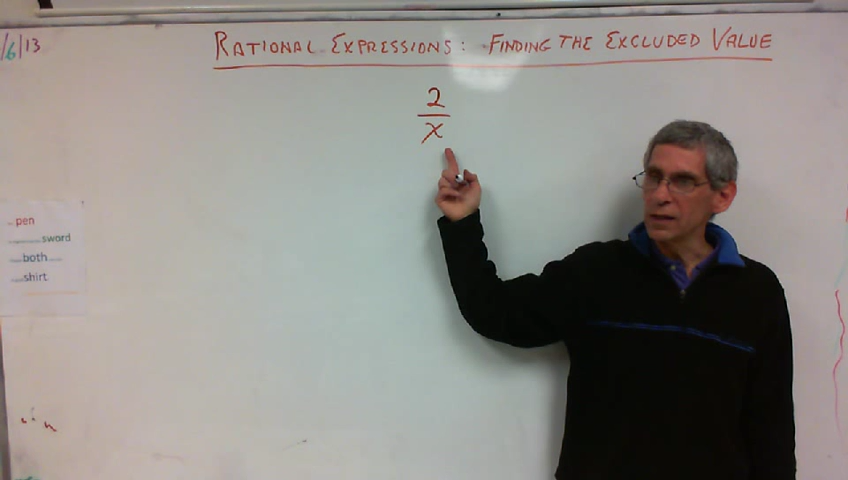 /6/13
RATIONAL EXPRESSIONS: FINDING THE EXCLUDED VALUE
2
x
...pen
sword
both
shirt